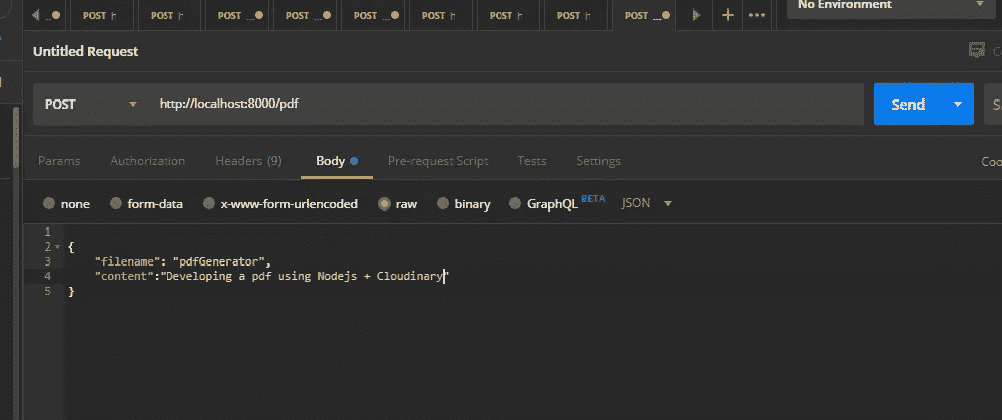 POST h POST h POST ... POST ... POST ... POST h POST h POST h POST ... + ••• No Environment
Untitled Request
POST http://localhost:8000/pdf Send
Params Authorization Headers (9) Body Pre-request Script Tests Settings Coo
none form-data x-www-form-urlencoded raw binary GraphQL BETA JSON
1
2 {
3 "filename": "pdfGenerator",
4 "content":"Developing a pdf using Nodejs + Cloudinary"
5 }